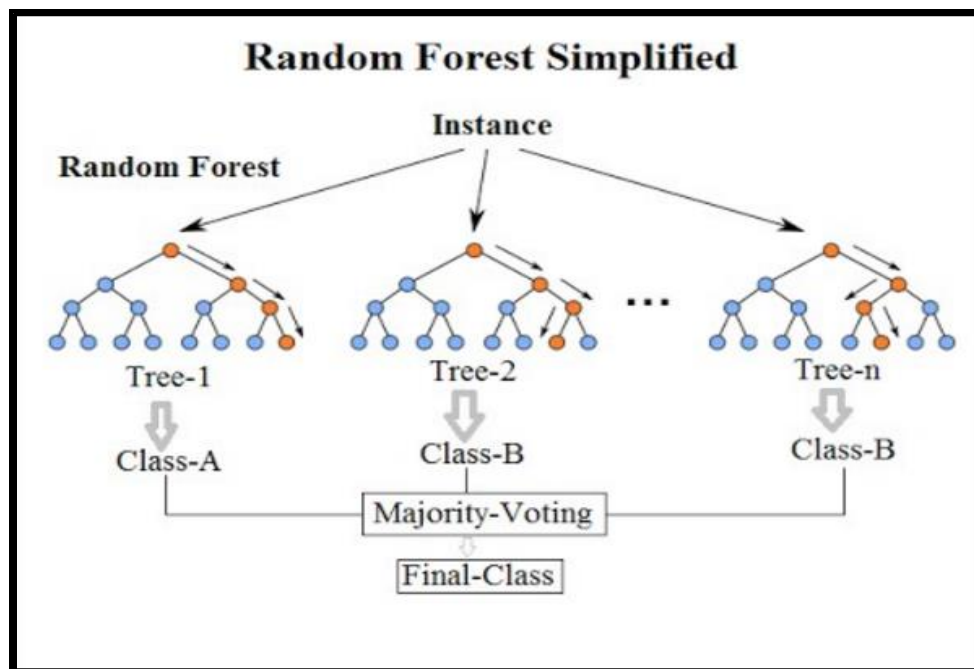 Random Forest Simplified
Instance
Random Forest
...
Tree-1
Tree-2
Tree-n
Class-A
Class-B
Class-B
Majority-Voting
Final-Class